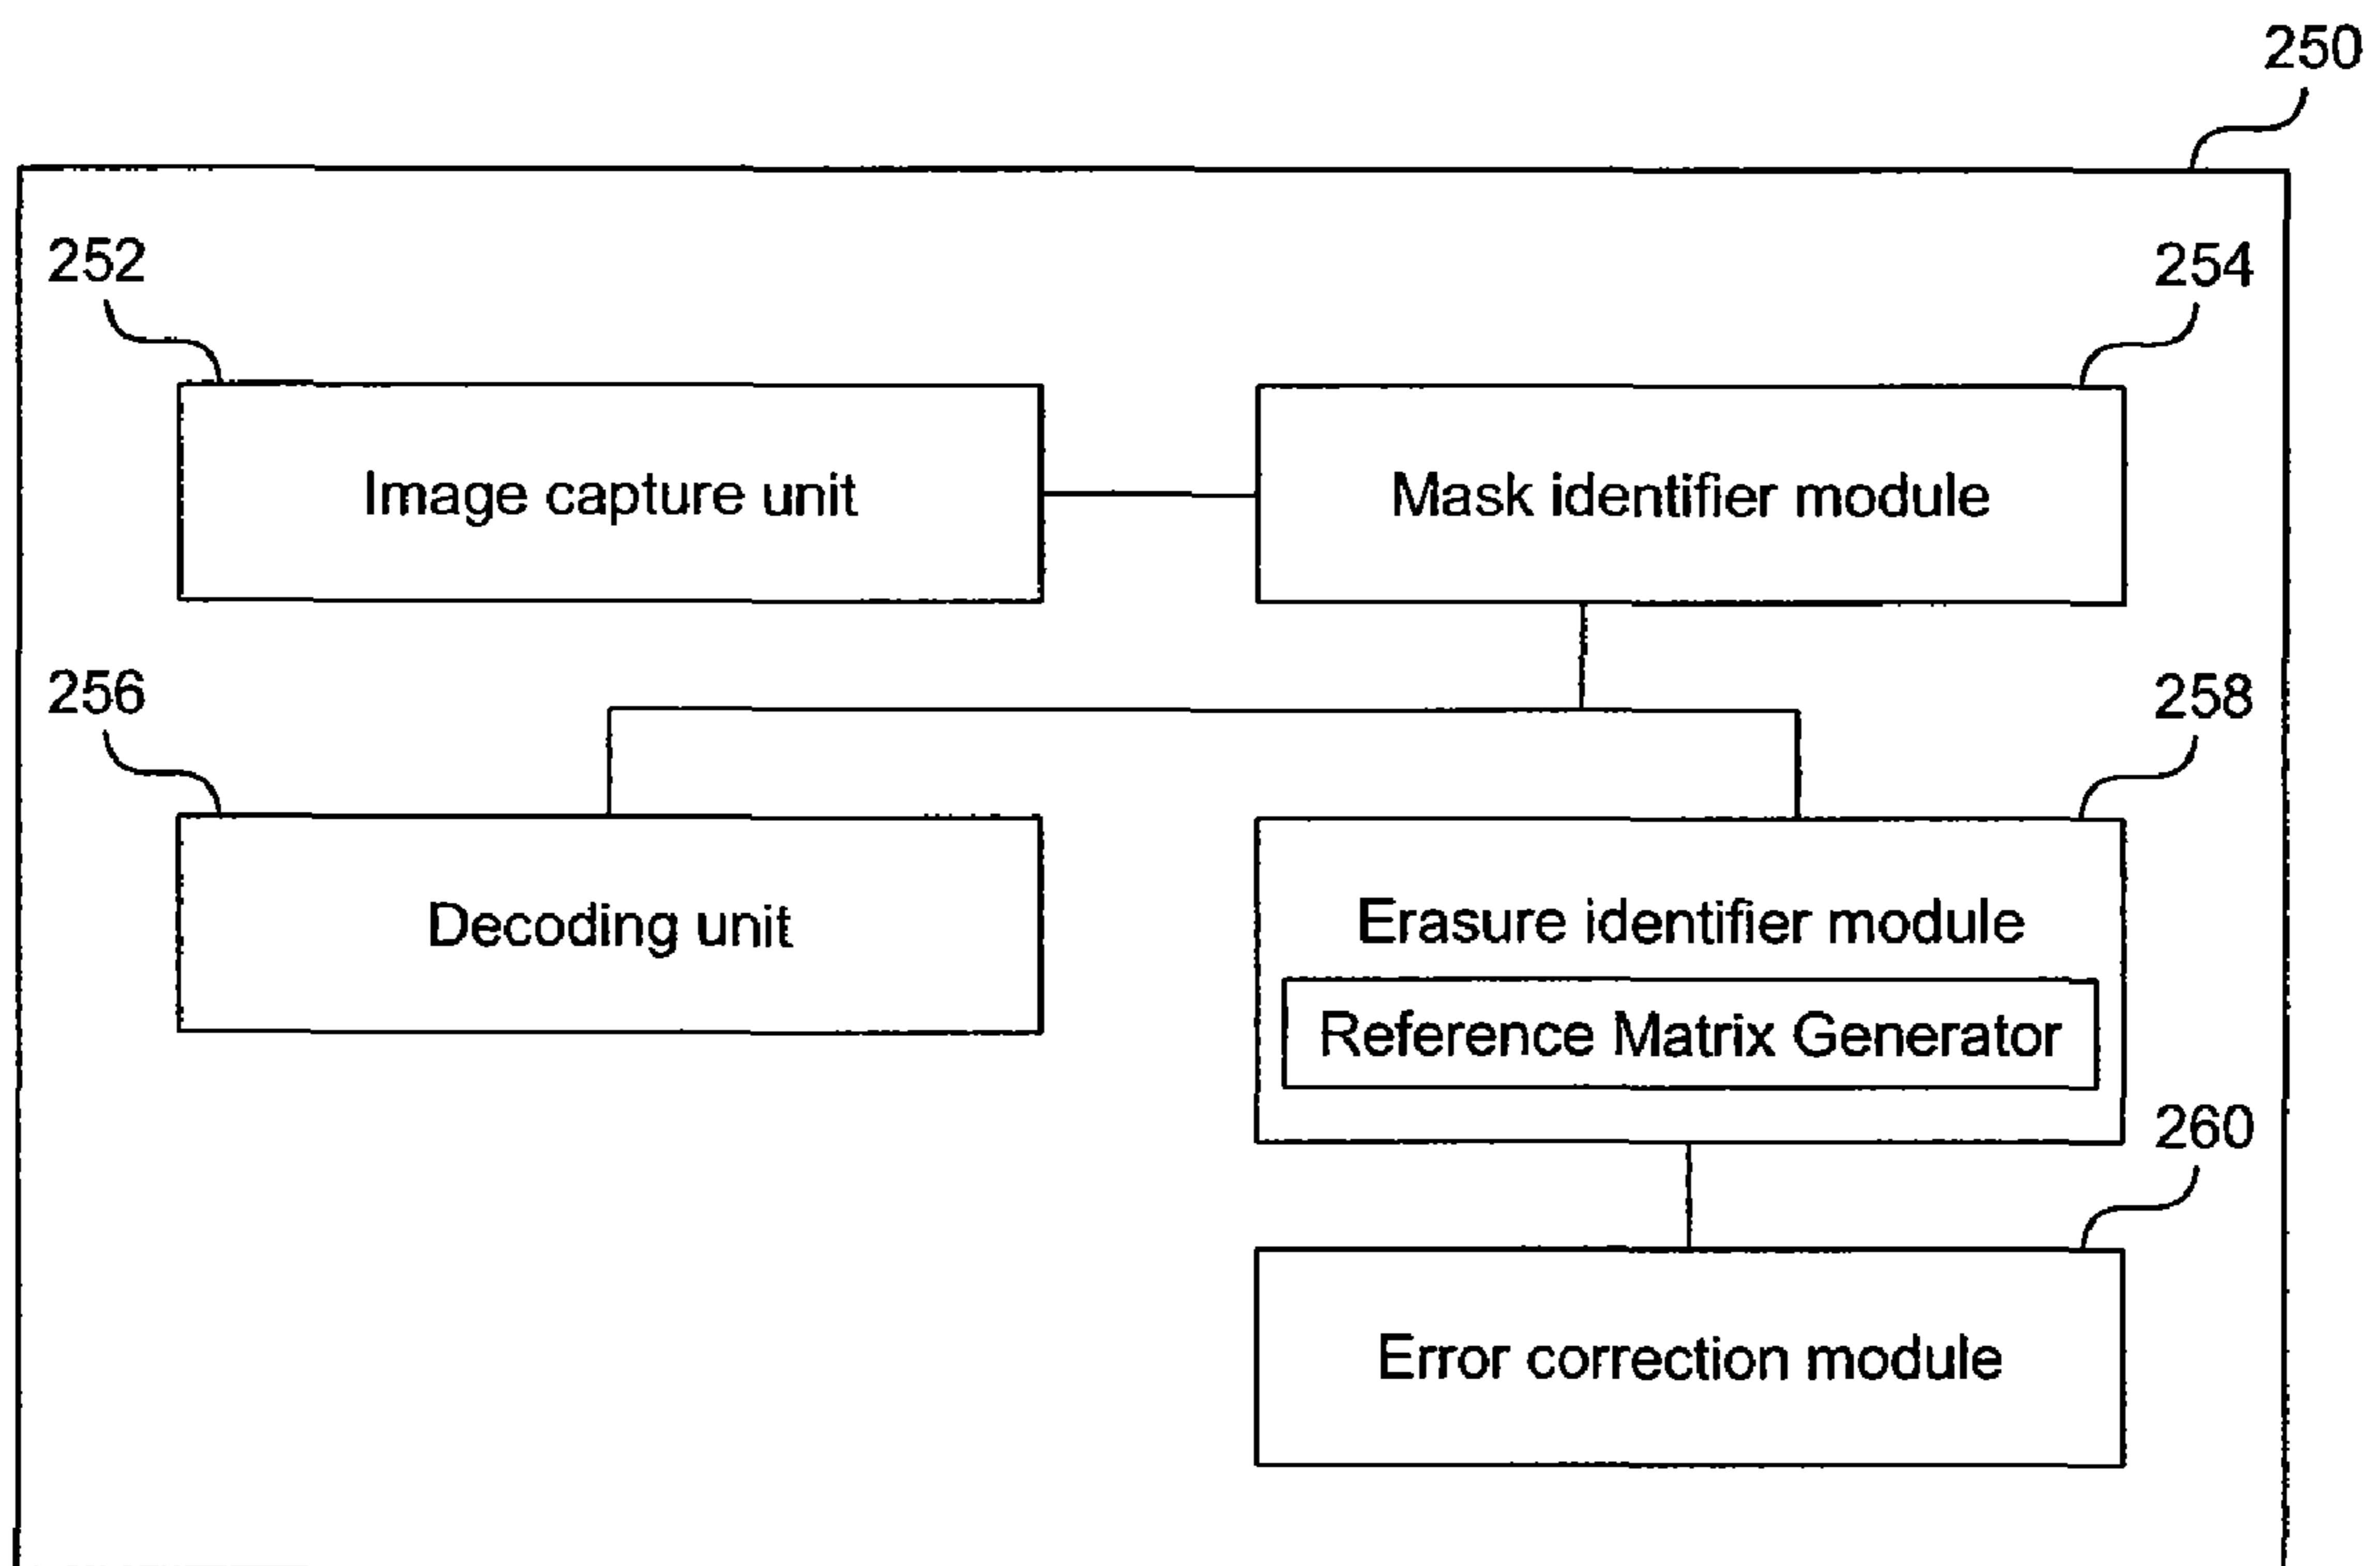 250
252
254
Image capture unit
Mask identifier module
256
258
Decoding unit
Erasure identifier module
Reference Matrix Generator
260
Error correction module